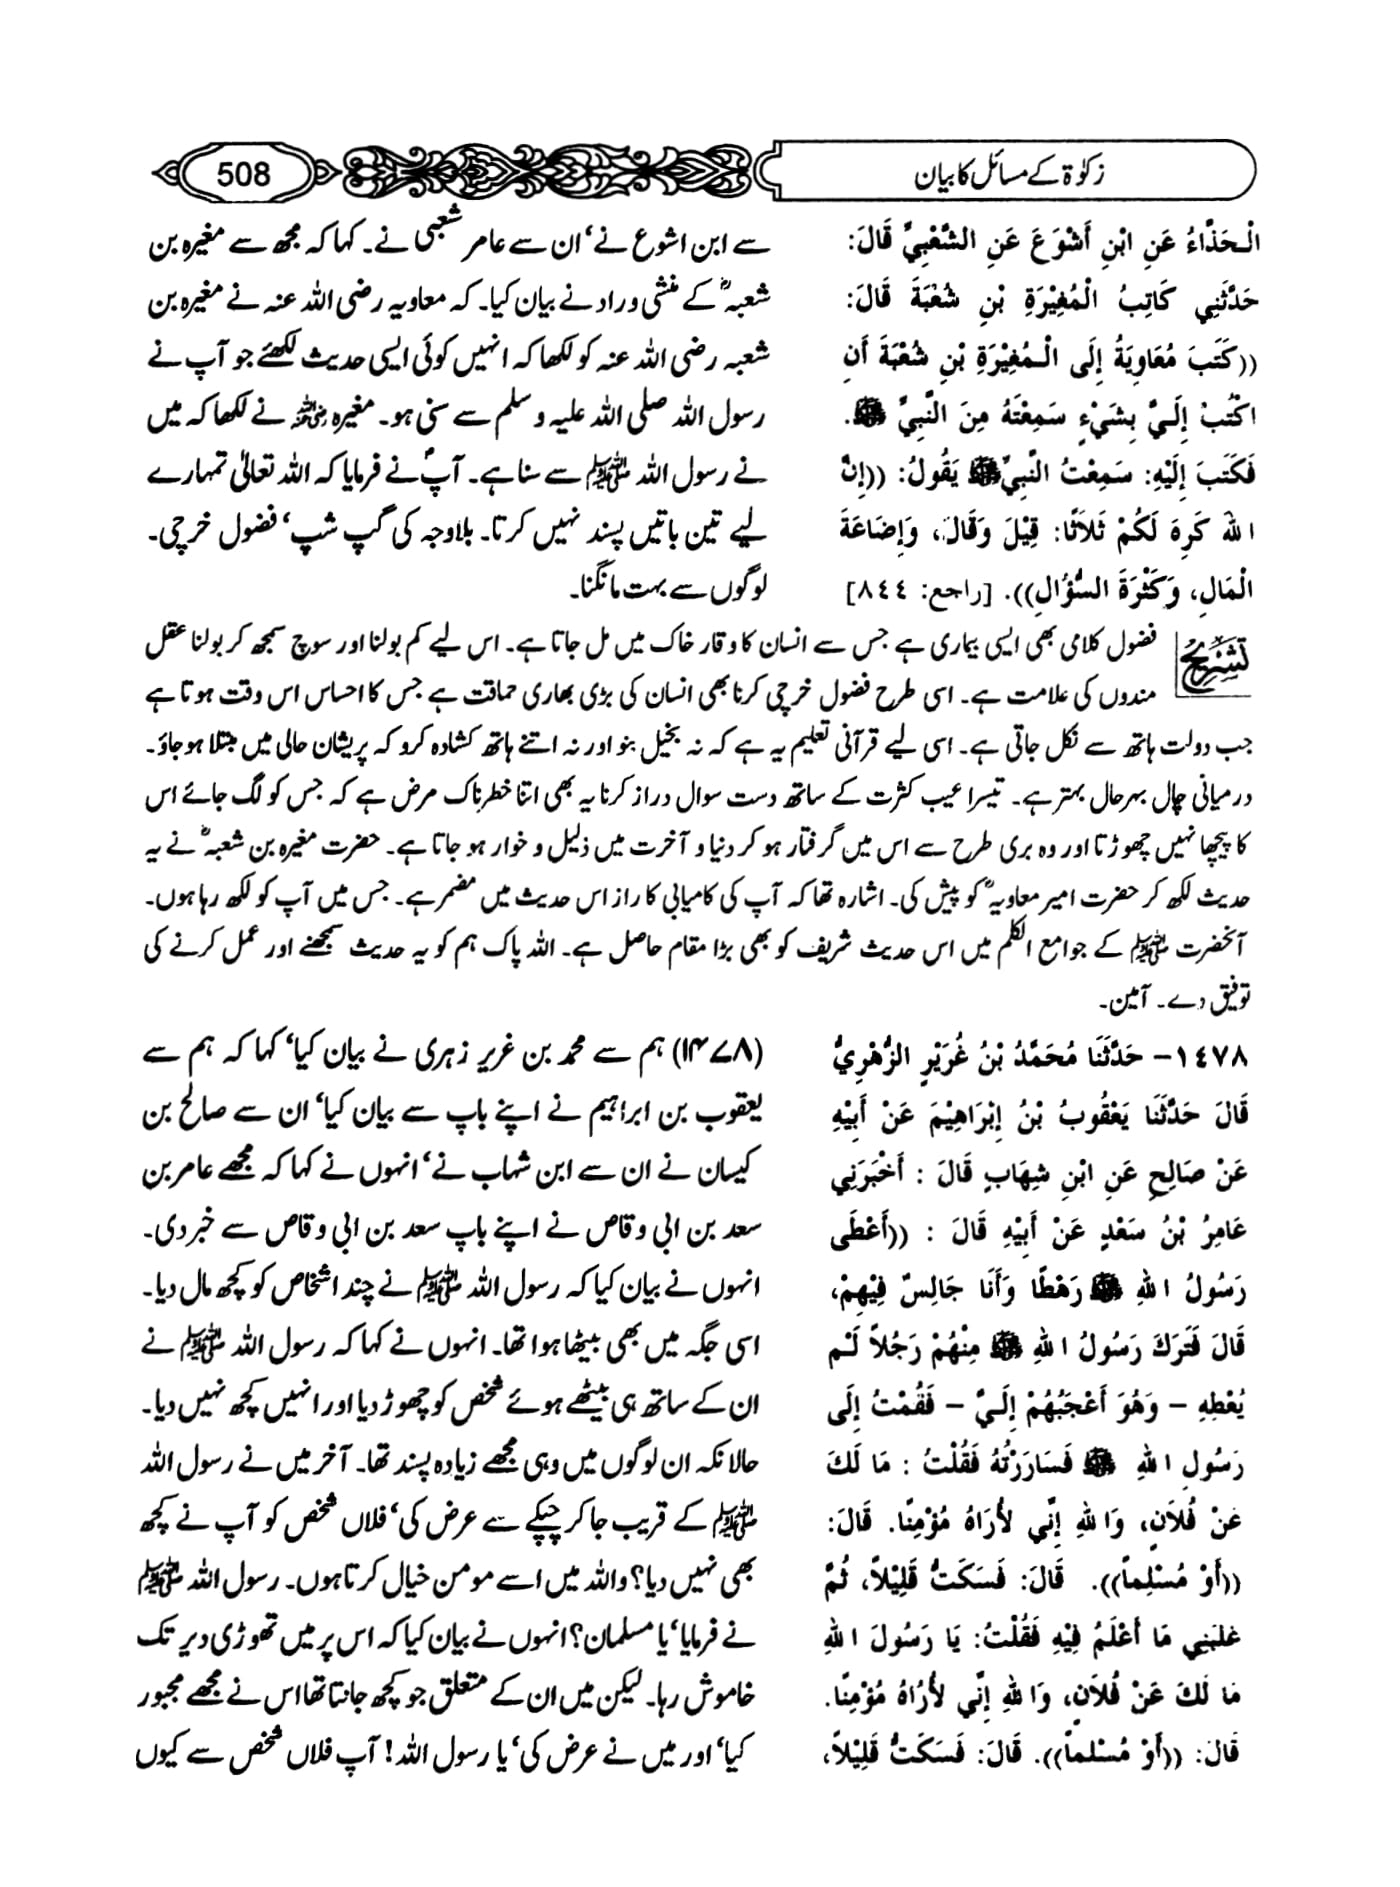 زکوٰۃ کے مسائل کا بیان
508
الْحَذَّاءُ عَنِ ابْنِ أَشْوَعَ عَنِ الشَّعْبِيِّ قَالَ:
حَدَّثَنِي كَاتِبُ الْمُغِيْرَةِ بْنِ شُعْبَةَ قَالَ:
((كَتَبَ مُعَاوِيَةُ إِلَى الْمُغِيْرَةِ بْنِ شُعْبَةَ أَنِ
اكْتُبْ إِلَيَّ بِشَيْءٍ سَمِعْتَهُ مِنَ النَّبِيِّ ﷺ.
فَكَتَبَ إِلَيْهِ: سَمِعْتُ النَّبِيَّ ﷺ يَقُولُ: ((إِنَّ
اللهَ كَرِهَ لَكُمْ ثَلاَثًا: قِيْلَ وَقَالَ، وَإِضَاعَةَ
الْمَالِ، وَكَثْرَةَ السُّؤَالِ)). [راجع: ٨٤٤]
سے ابن اشوع نے‘ ان سے عامر شعبی نے۔ کہا کہ مجھ سے مغیرہ بن
شعبہؓ کے منشی وراد نے بیان کیا۔ کہ معاویہ رضی اللہ عنہ نے مغیرہ بن
شعبہ رضی اللہ عنہ کو لکھا کہ انہیں کوئی ایسی حدیث لکھئے جو آپ نے
رسول اللہ صلی اللہ علیہ وسلم سے سنی ہو۔ مغیرہ رضی اللہ عنہ نے لکھا کہ میں
نے رسول اللہ ﷺ سے سنا ہے۔ آپؐ نے فرمایا کہ اللہ تعالیٰ تمہارے
لیے تین باتیں پسند نہیں کرتا۔ بلاوجہ کی گپ شپ‘ فضول خرچی۔
لوگوں سے بہت مانگنا۔
تشریح فضول کلامی بھی ایسی بیماری ہے جس سے انسان کا وقار خاک میں مل جاتا ہے۔ اس لیے کم بولنا اور سوچ سمجھ کر بولنا عقل
مندوں کی علامت ہے۔ اسی طرح فضول خرچی کرنا بھی انسان کی بڑی بھاری حماقت ہے جس کا احساس اس وقت ہوتا ہے
جب دولت ہاتھ سے نکل جاتی ہے۔ اسی لیے قرآنی تعلیم یہ ہے کہ نہ بخیل بنو اور نہ اتنے ہاتھ کشادہ کرو کہ پریشان حالی میں مبتلا ہو جاؤ۔
درمیانی چال بہرحال بہتر ہے۔ تیسرا عیب کثرت کے ساتھ دست سوال دراز کرنا یہ بھی اتنا خطرناک مرض ہے کہ جس کو لگ جائے اس
کا پیچھا نہیں چھوڑتا اور وہ بری طرح سے اس میں گرفتار ہو کر دنیا و آخرت میں ذلیل و خوار ہو جاتا ہے۔ حضرت مغیرہ بن شعبہؓ نے یہ
حدیث لکھ کر حضرت امیر معاویہؓ کو پیش کی۔ اشارہ تھا کہ آپ کی کامیابی کا راز اس حدیث میں مضمر ہے۔ جس میں آپ کو لکھ رہا ہوں۔
آنحضرت ﷺ کے جوامع الکلم میں اس حدیث شریف کو بھی بڑا مقام حاصل ہے۔ اللہ پاک ہم کو یہ حدیث سمجھنے اور عمل کرنے کی
توفیق دے۔ آمین۔
١٤٧٨- حَدَّثَنَا مُحَمَّدُ بْنُ غُرَيْرٍ الزُّهْرِيُّ
قَالَ حَدَّثَنَا يَعْقُوبُ بْنُ إِبْرَاهِيْمَ عَنْ أَبِيْهِ
عَنْ صَالِحٍ عَنِ ابْنِ شِهَابٍ قَالَ : أَخْبَرَنِي
عَامِرُ بْنُ سَعْدٍ عَنْ أَبِيْهِ قَالَ : ((أَعْطَى
رَسُولُ اللهِ ﷺ رَهْطًا وَأَنَا جَالِسٌ فِيْهِمْ،
قَالَ فَتَرَكَ رَسُولُ اللهِ ﷺ مِنْهُمْ رَجُلاً لَمْ
يُعْطِهِ – وَهُوَ أَعْجَبُهُمْ إِلَيَّ – فَقُمْتُ إِلَى
رَسُولِ اللهِ ﷺ فَسَارَرْتُهُ فَقُلْتُ : مَا لَكَ
عَنْ فُلاَنٍ، وَاللهِ إِنِّي لأُرَاهُ مُؤْمِنًا. قَالَ:
((أَوْ مُسْلِماً)). قَالَ: فَسَكَتُّ قَلِيْلاً، ثُمَّ
غلبَنِي مَا أَعْلَمُ فِيْهِ فَقُلْتُ: يَا رَسُولَ اللهِ
مَا لَكَ عَنْ فُلاَنٍ، وَاللهِ إِنِّي لأُرَاهُ مُؤْمِنًا.
قَالَ: ((أَوْ مُسْلماً)). قَالَ: فَسَكَتُّ قَلِيْلاً،
(۱۴۷۸) ہم سے محمد بن غریر زہری نے بیان کیا‘ کہا کہ ہم سے
یعقوب بن ابراہیم نے اپنے باپ سے بیان کیا‘ ان سے صالح بن
کیسان نے ان سے ابن شہاب نے‘ انہوں نے کہا کہ مجھے عامر بن
سعد بن ابی وقاص نے اپنے باپ سعد بن ابی وقاص سے خبر دی۔
انہوں نے بیان کیا کہ رسول اللہ ﷺ نے چند اشخاص کو کچھ مال دیا۔
اسی جگہ میں بھی بیٹھا ہوا تھا۔ انہوں نے کہا کہ رسول اللہ ﷺ نے
ان کے ساتھ ہی بیٹھے ہوئے شخص کو چھوڑ دیا اور انہیں کچھ نہیں دیا۔
حالانکہ ان لوگوں میں وہی مجھے زیادہ پسند تھا۔ آخر میں نے رسول اللہ
ﷺ کے قریب جا کر چپکے سے عرض کی‘ فلاں شخص کو آپ نے کچھ
بھی نہیں دیا؟ واللہ میں اسے مومن خیال کرتا ہوں۔ رسول اللہ ﷺ
نے فرمایا‘ یا مسلمان؟ انہوں نے بیان کیا کہ اس پر میں تھوڑی دیر تک
خاموش رہا۔ لیکن میں ان کے متعلق جو کچھ جانتا تھا اس نے مجھے مجبور
کیا‘ اور میں نے عرض کی‘ یا رسول اللہ! آپ فلاں شخص سے کیوں